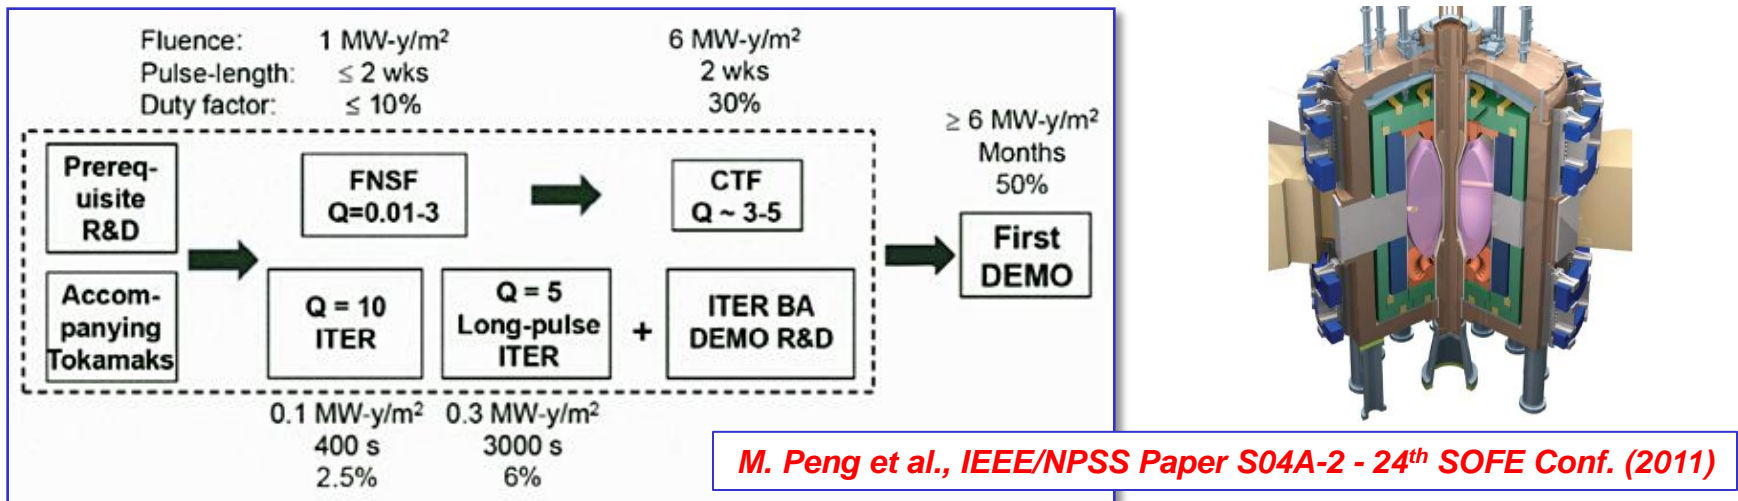 Fluence: 1 MW-y/m² 6 MW-y/m²
Pulse-length: ≤ 2 wks 2 wks
Duty factor: ≤ 10% 30%
≥ 6 MW-y/m²
Months
50%
Prereq-
uisite
R&D
FNSF
Q=0.01-3
CTF
Q ~ 3-5
First
DEMO
Accom-
panying
Tokamaks
Q = 10
ITER
Q = 5
Long-pulse
ITER
+
ITER BA
DEMO R&D
0.1 MW-y/m² 0.3 MW-y/m²
400 s 3000 s
2.5% 6%
M. Peng et al., IEEE/NPSS Paper S04A-2 - 24th SOFE Conf. (2011)